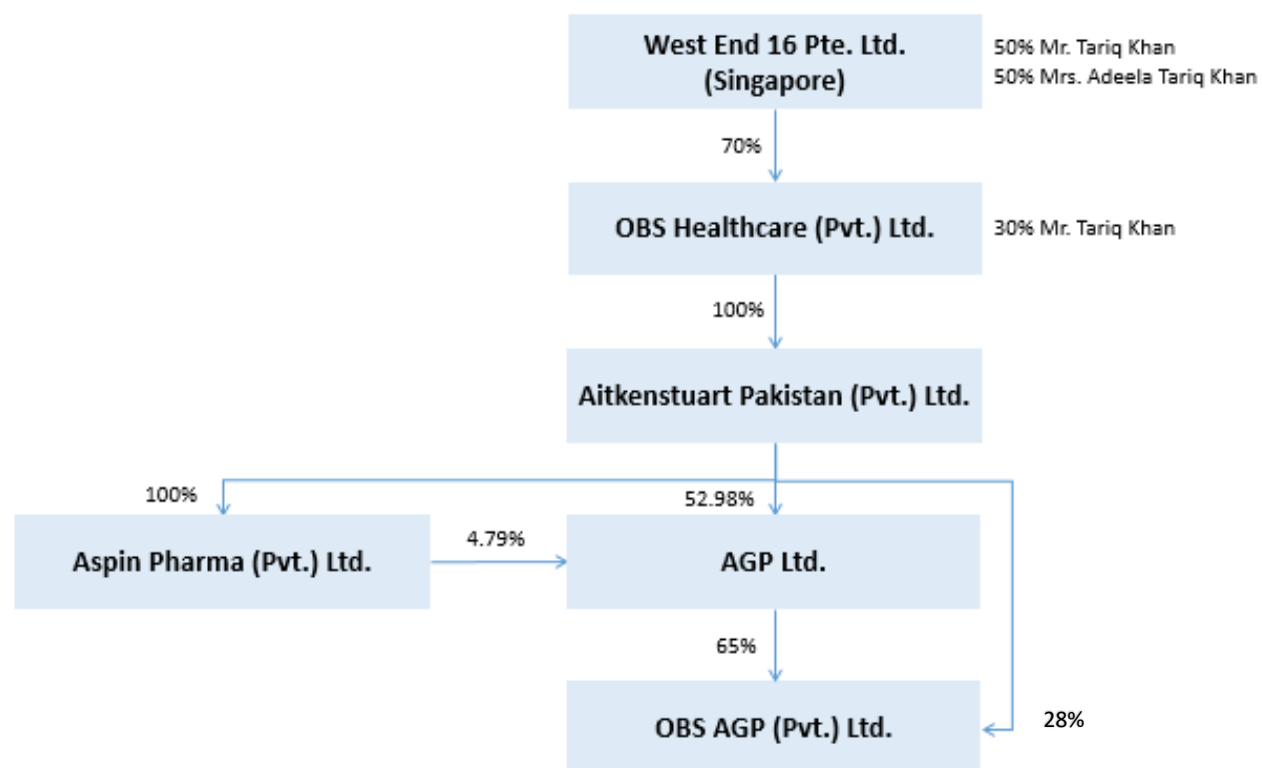 West End 16 Pte. Ltd.
(Singapore)
50% Mr. Tariq Khan
50% Mrs. Adeela Tariq Khan
70%
OBS Healthcare (Pvt.) Ltd.
30% Mr. Tariq Khan
100%
Aitkenstuart Pakistan (Pvt.) Ltd.
100%
52.98%
Aspin Pharma (Pvt.) Ltd.
4.79%
AGP Ltd.
65%
OBS AGP (Pvt.) Ltd.
28%